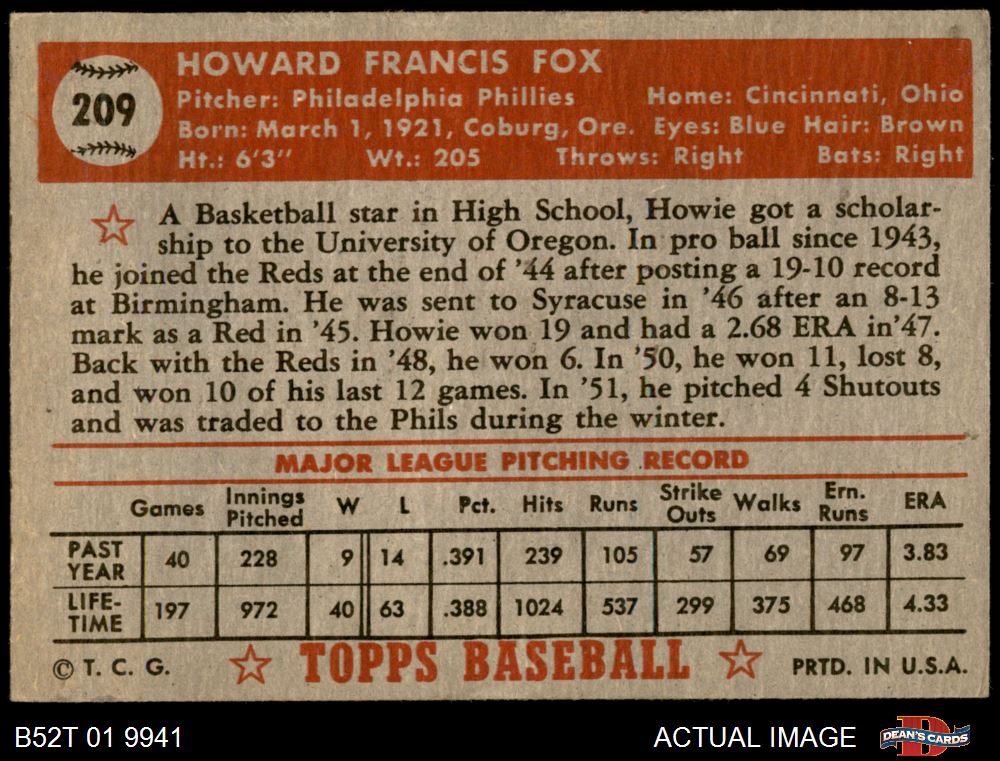 209
HOWARD FRANCIS FOX
Pitcher: Philadelphia Phillies Home: Cincinnati, Ohio
Born: March 1, 1921, Coburg, Ore. Eyes: Blue Hair: Brown
Ht.: 6'3" Wt.: 205 Throws: Right Bats: Right
A Basketball star in High School, Howie got a scholar-
ship to the University of Oregon. In pro ball since 1943,
he joined the Reds at the end of '44 after posting a 19-10 record
at Birmingham. He was sent to Syracuse in '46 after an 8-13
mark as a Red in '45. Howie won 19 and had a 2.68 ERA in'47.
Back with the Reds in '48, he won 6. In '50, he won 11, lost 8,
and won 10 of his last 12 games. In '51, he pitched 4 Shutouts
and was traded to the Phils during the winter.
MAJOR LEAGUE PITCHING RECORD
Games Innings Pitched W L Pct. Hits Runs Strike Outs Walks Ern. Runs ERA
PAST YEAR 40 228 9 14 .391 239 105 57 69 97 3.83
LIFE-TIME 197 972 40 63 .388 1024 537 299 375 468 4.33
© T. C. G. TOPPS BASEBALL PRTD. IN U.S.A.
B52T 01 9941 ACTUAL IMAGE D DEAN'S CARDS